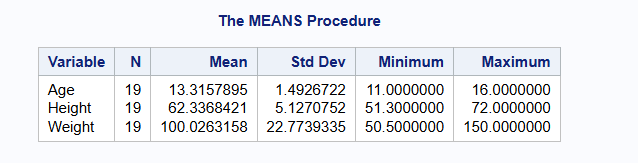 The MEANS Procedure
Variable N Mean Std Dev Minimum Maximum
Age 19 13.3157895 1.4926722 11.0000000 16.0000000
Height 19 62.3368421 5.1270752 51.3000000 72.0000000
Weight 19 100.0263158 22.7739335 50.5000000 150.0000000